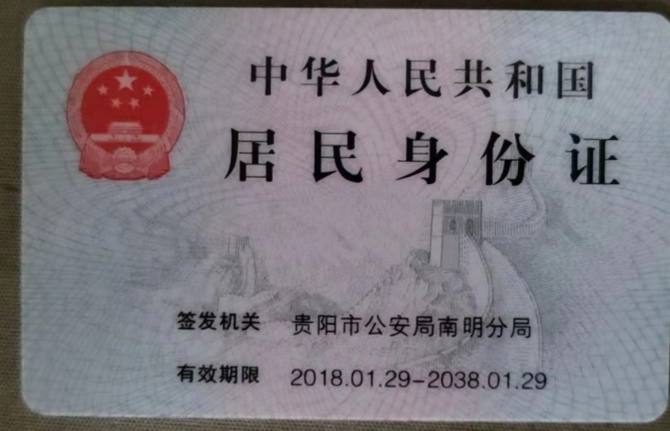 中华人民共和国
居民身份证
签发机关 贵阳市公安局南明分局
有效期限 2018.01.29-2038.01.29